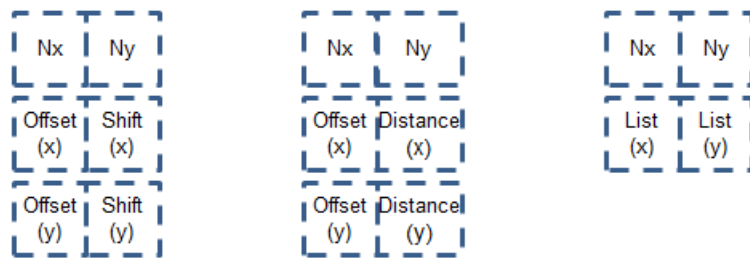 Nx Ny Nx Ny Nx Ny
Offset Shift Offset Distance List List
(x) (x) (x) (x) (x) (y)
Offset Shift Offset Distance
(y) (y) (y) (y)